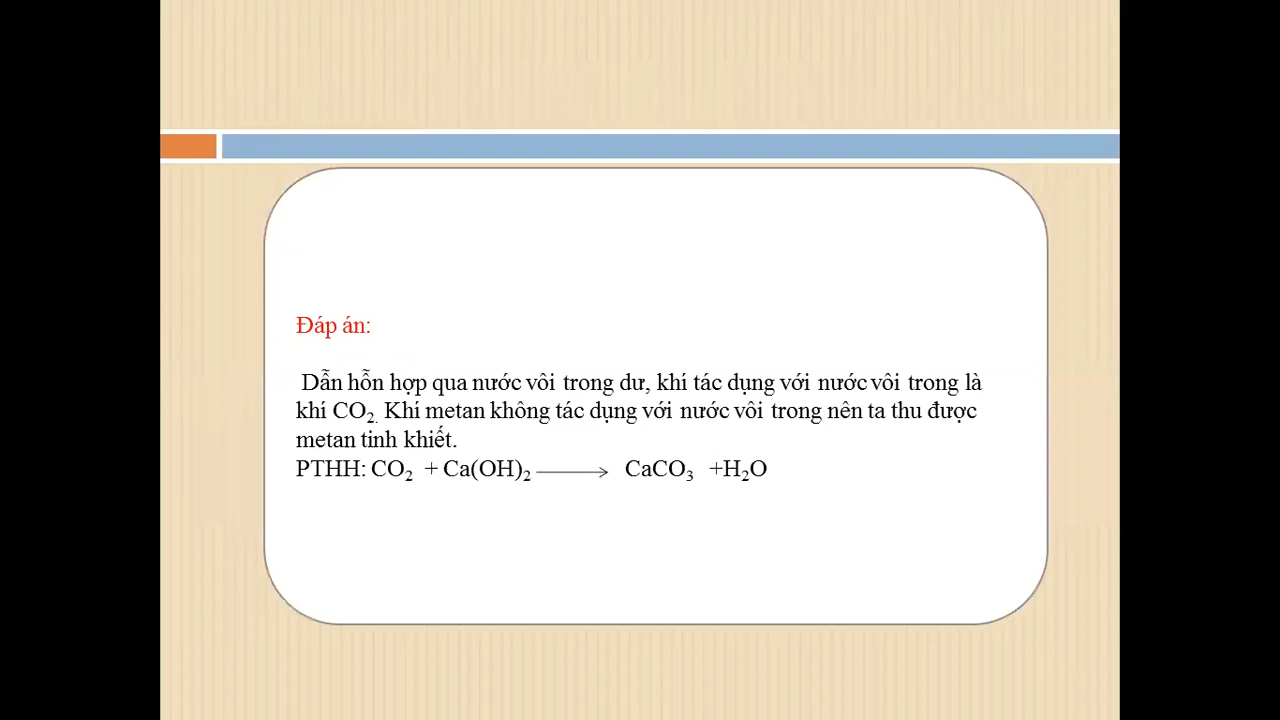 Đáp án:
Dẫn hỗn hợp qua nước vôi trong dư, khí tác dụng với nước vôi trong là
khí CO₂. Khí metan không tác dụng với nước vôi trong nên ta thu được
metan tinh khiết.
PTHH: CO₂ + Ca(OH)₂ ⟶ CaCO₃ +H₂O